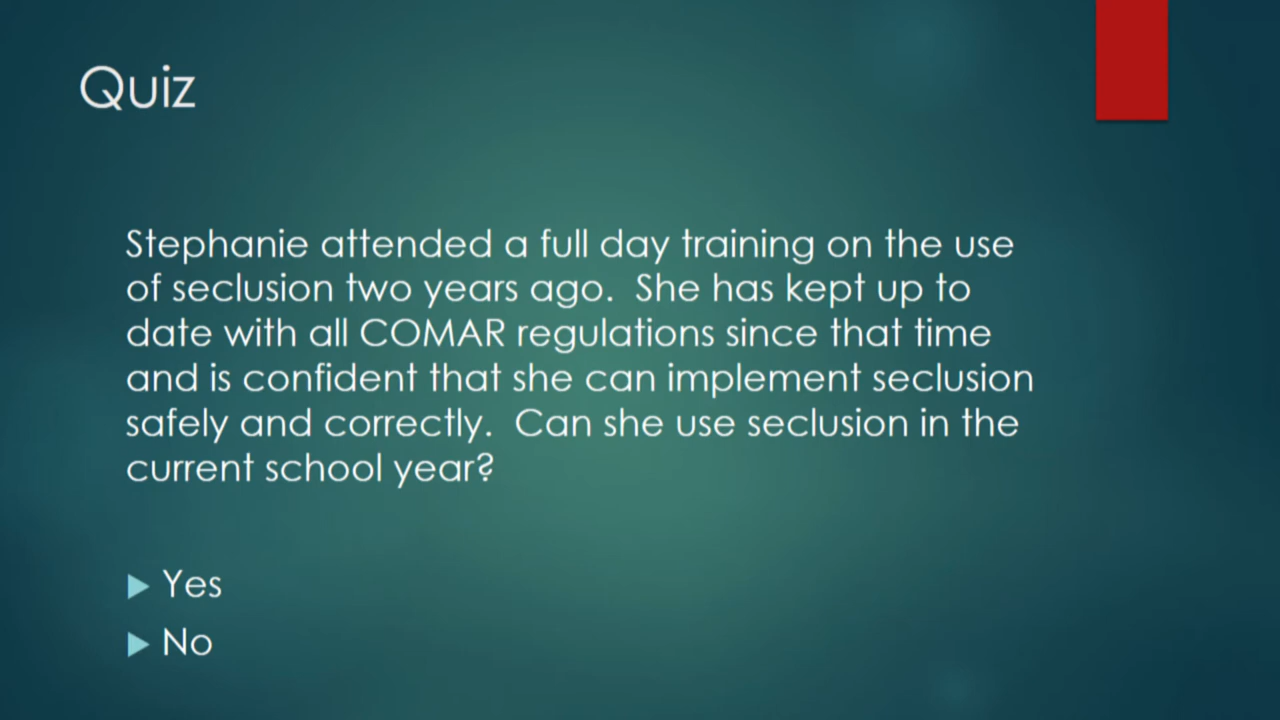 Quiz
Stephanie attended a full day training on the use
of seclusion two years ago.  She has kept up to
date with all COMAR regulations since that time
and is confident that she can implement seclusion
safely and correctly.  Can she use seclusion in the
current school year?
Yes
No